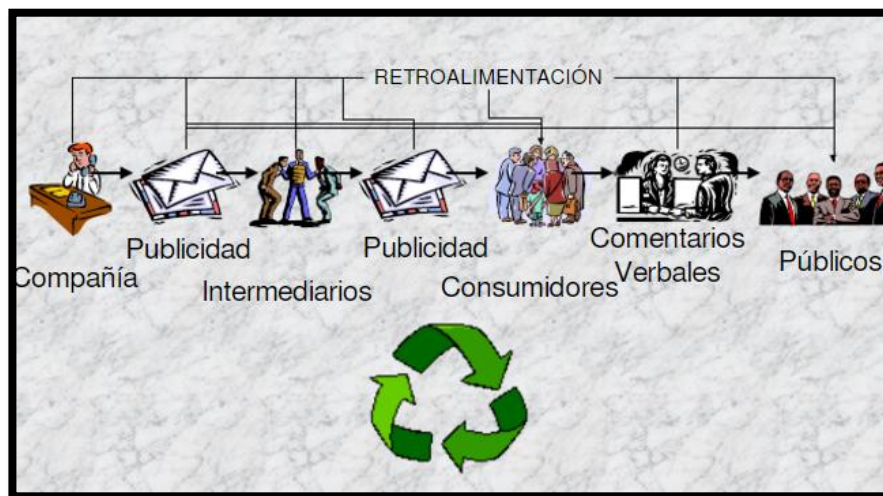 RETROALIMENTACIÓN
Publicidad
Publicidad
Comentarios
Verbales
Públicos
Compañía
Intermediarios
Consumidores